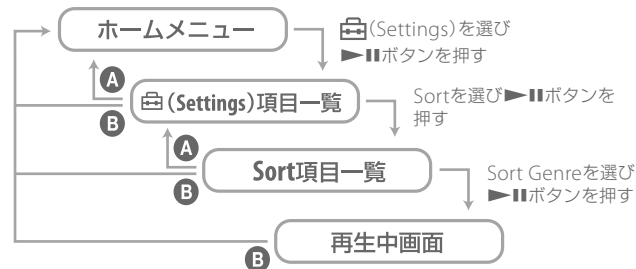 ホームメニュー
(Settings)を選び
►IIボタンを押す
A
(Settings)項目一覧
B
Sortを選び►IIボタンを
押す
A
Sort項目一覧
B
Sort Genreを選び
►IIボタンを押す
再生中画面
B